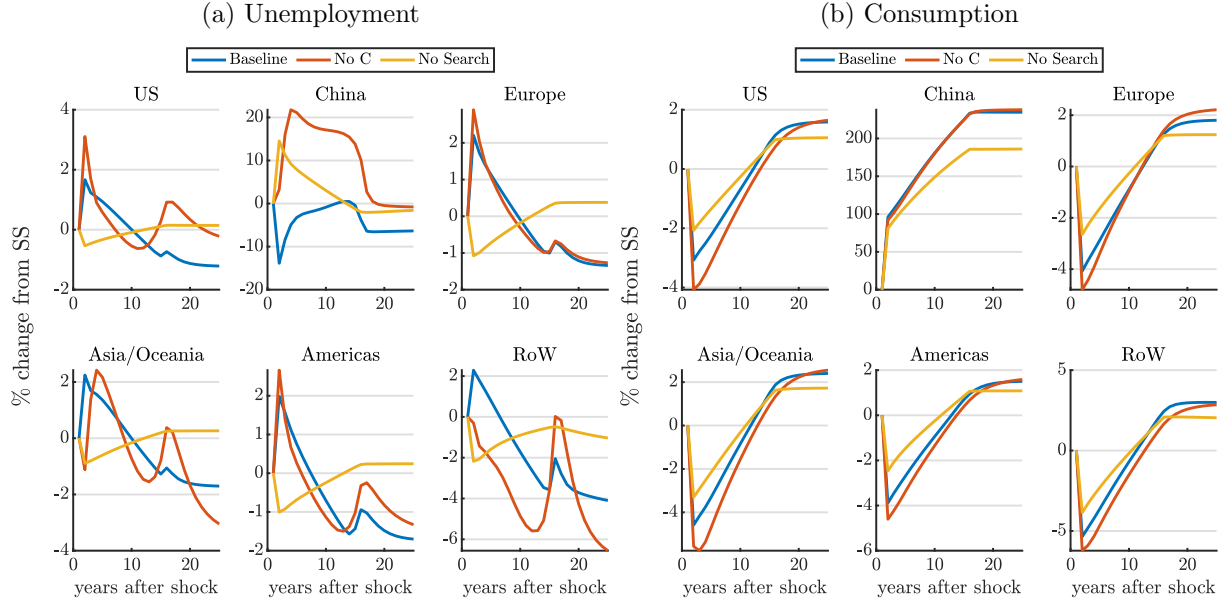 (a) Unemployment
Baseline No C No Search
US
China
Europe
4
2
0
-2
0 10 20
20
10
0
-10
-20
0 10 20
2
1
0
-1
-2
0 10 20
Asia/Oceania
Americas
RoW
2
0
-2
-4
0 10 20
2
1
0
-1
-2
0 10 20
2
0
-2
-4
-6
0 10 20
% change from SS
years after shock
years after shock
years after shock
(b) Consumption
Baseline No C No Search
US
China
Europe
2
0
-2
-4
0 10 20
200
150
100
50
0
0 10 20
2
0
-2
-4
0 10 20
Asia/Oceania
Americas
RoW
2
0
-2
-4
-6
0 10 20
2
0
-2
-4
-6
0 10 20
5
0
-5
0 10 20
% change from SS
years after shock
years after shock
years after shock